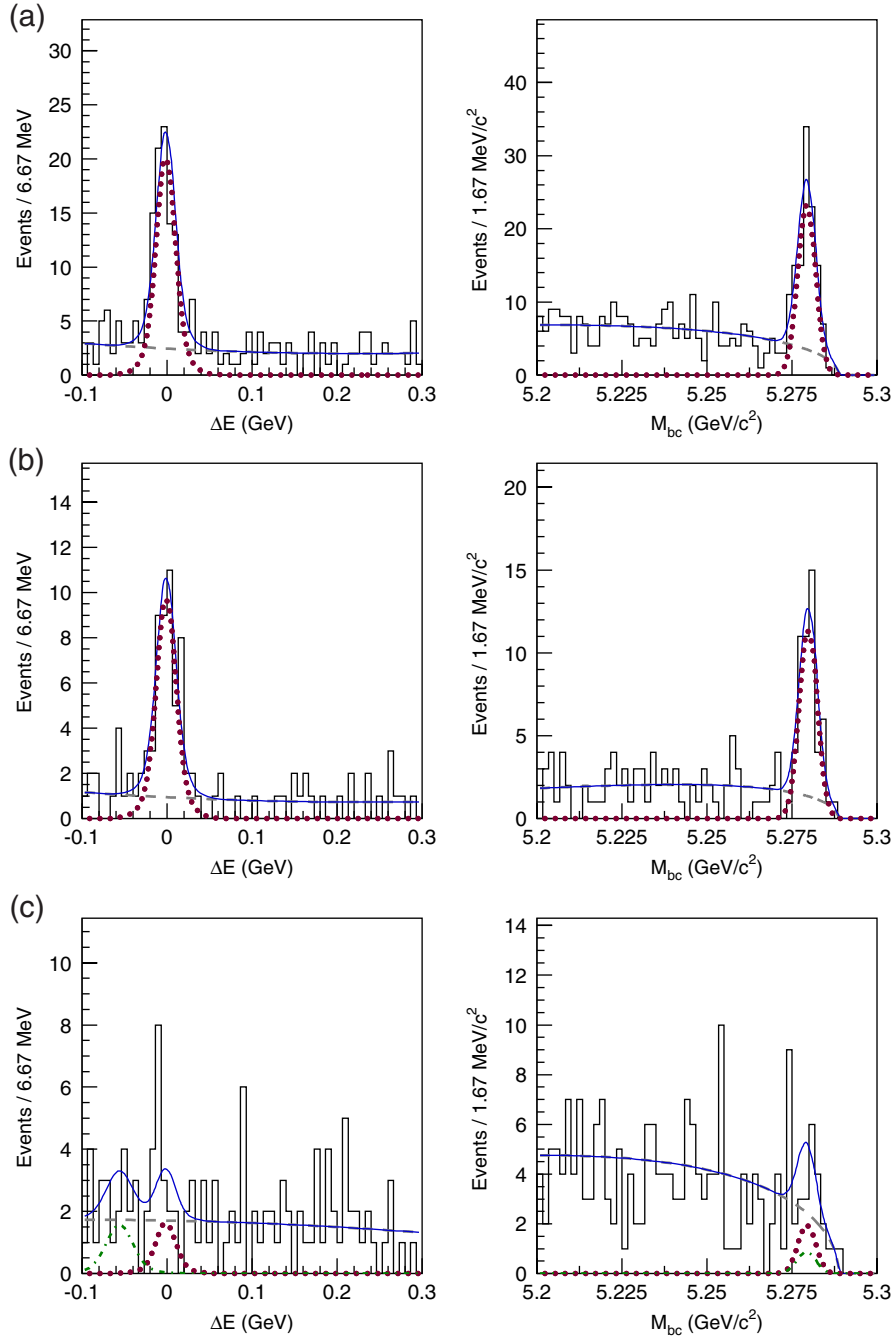 (a)
Events / 6.67 MeV
30
25
20
15
10
5
0
-0.1 0 0.1 0.2 0.3
ΔE (GeV)
Events / 1.67 MeV/c²
40
30
20
10
0
5.2 5.225 5.25 5.275 5.3
M_bc (GeV/c²)
(b)
Events / 6.67 MeV
14
12
10
8
6
4
2
0
-0.1 0 0.1 0.2 0.3
ΔE (GeV)
Events / 1.67 MeV/c²
20
15
10
5
0
5.2 5.225 5.25 5.275 5.3
M_bc (GeV/c²)
(c)
Events / 6.67 MeV
10
8
6
4
2
0
-0.1 0 0.1 0.2 0.3
ΔE (GeV)
Events / 1.67 MeV/c²
14
12
10
8
6
4
2
0
5.2 5.225 5.25 5.275 5.3
M_bc (GeV/c²)